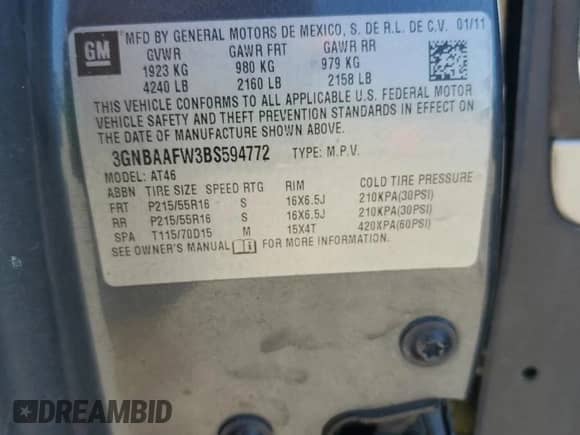 GM
MFD BY GENERAL MOTORS DE MEXICO, S. DE R.L. DE C.V. 01/11
GVWR GAWR FRT GAWR RR
1923 KG 980 KG 979 KG
4240 LB 2160 LB 2158 LB
THIS VEHICLE CONFORMS TO ALL APPLICABLE U.S. FEDERAL MOTOR
VEHICLE SAFETY AND THEFT PREVENTION STANDARDS IN EFFECT ON THE
DATE OF MANUFACTURE SHOWN ABOVE.
3GNBAAFW3BS594772 TYPE: M.P.V.
MODEL: AT46
ABBN TIRE SIZE SPEED RTG RIM COLD TIRE PRESSURE
FRT P215/55R16 S 16X6.5J 210KPA(30PSI)
RR P215/55R16 S 16X6.5J 210KPA(30PSI)
SPA T115/70D15 M 15X4T 420KPA(60PSI)
SEE OWNER'S MANUAL FOR MORE INFORMATION.
DREAMBID